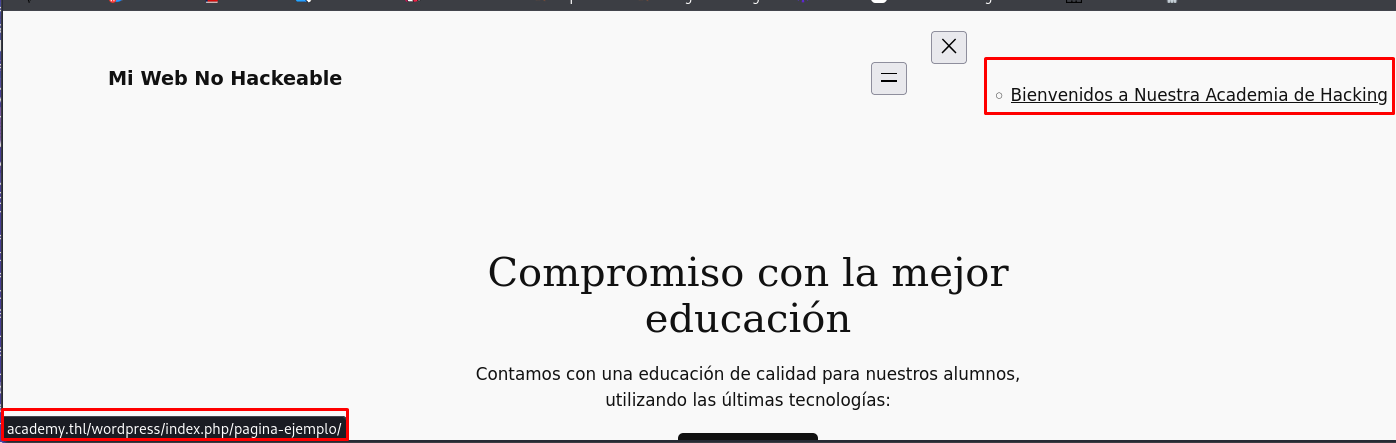 Mi Web No Hackeable
Bienvenidos a Nuestra Academia de Hacking
Compromiso con la mejor
educación
Contamos con una educación de calidad para nuestros alumnos,
utilizando las últimas tecnologías:
academy.thl/wordpress/index.php/pagina-ejemplo/